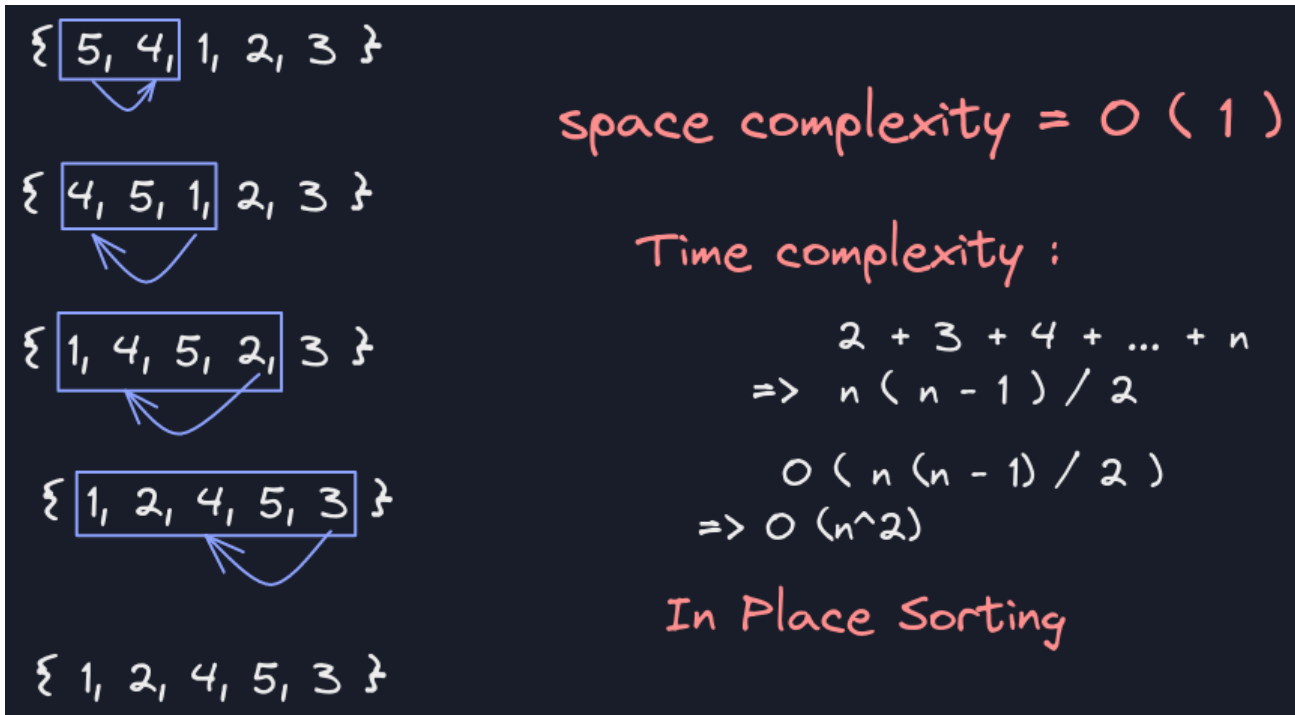 { 5, 4, 1, 2, 3 }
{ 4, 5, 1, 2, 3 }
{ 1, 4, 5, 2, 3 }
{ 1, 2, 4, 5, 3 }
{ 1, 2, 4, 5, 3 }
space complexity = O ( 1 )
Time complexity :
2 + 3 + 4 + ... + n
=> n ( n - 1 ) / 2
O ( n (n - 1) / 2 )
=> O (n^2)
In Place Sorting